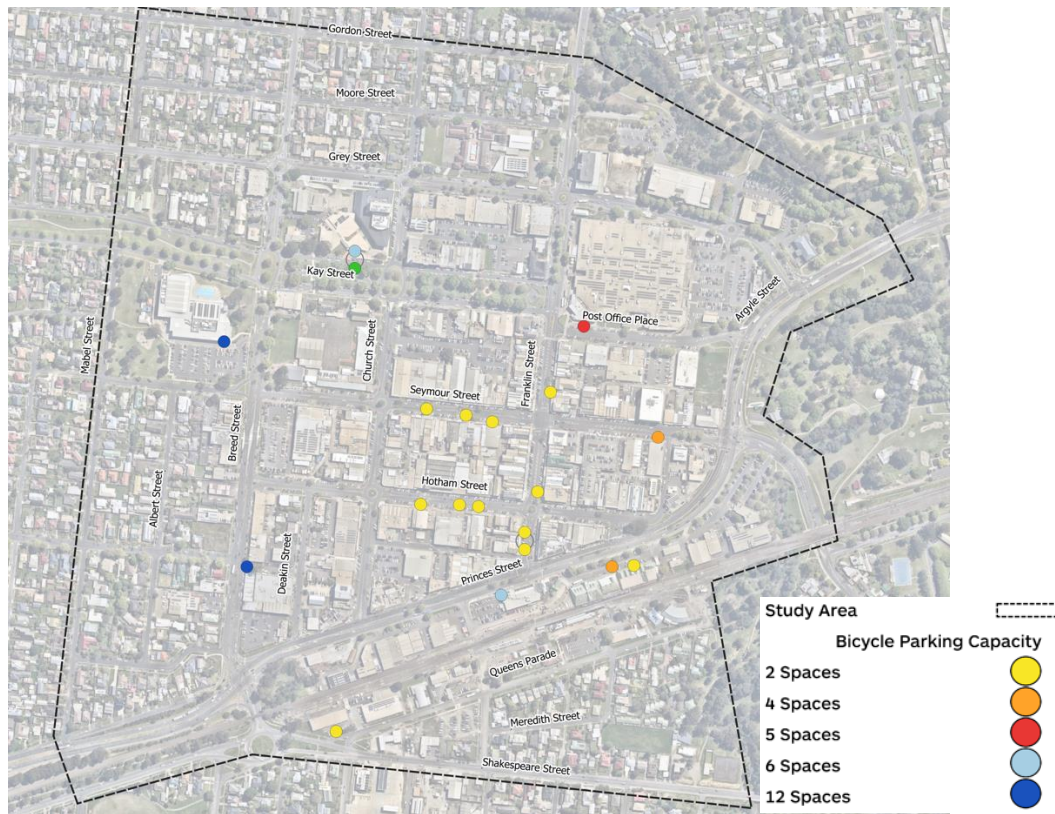 Gordon Street
Moore Street
Grey Street
Kay Street
Argyle Street
Post Office Place
Mabel Street
Church Street
Franklin Street
Seymour Street
Breed Street
Hotham Street
Albert Street
Deakin Street
Princes Street
Queens Parade
Meredith Street
Shakespeare Street
Study Area
Bicycle Parking Capacity
2 Spaces
4 Spaces
5 Spaces
6 Spaces
12 Spaces